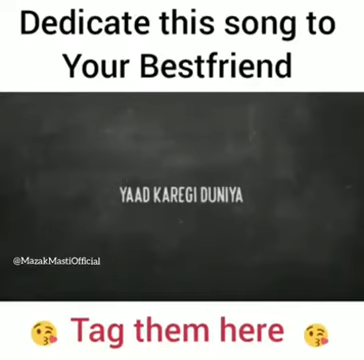 Dedicate this song to
Your Bestfriend
YAAD KAREGI DUNIYA
@MazakMastiOfficial
😘 Tag them here 😘